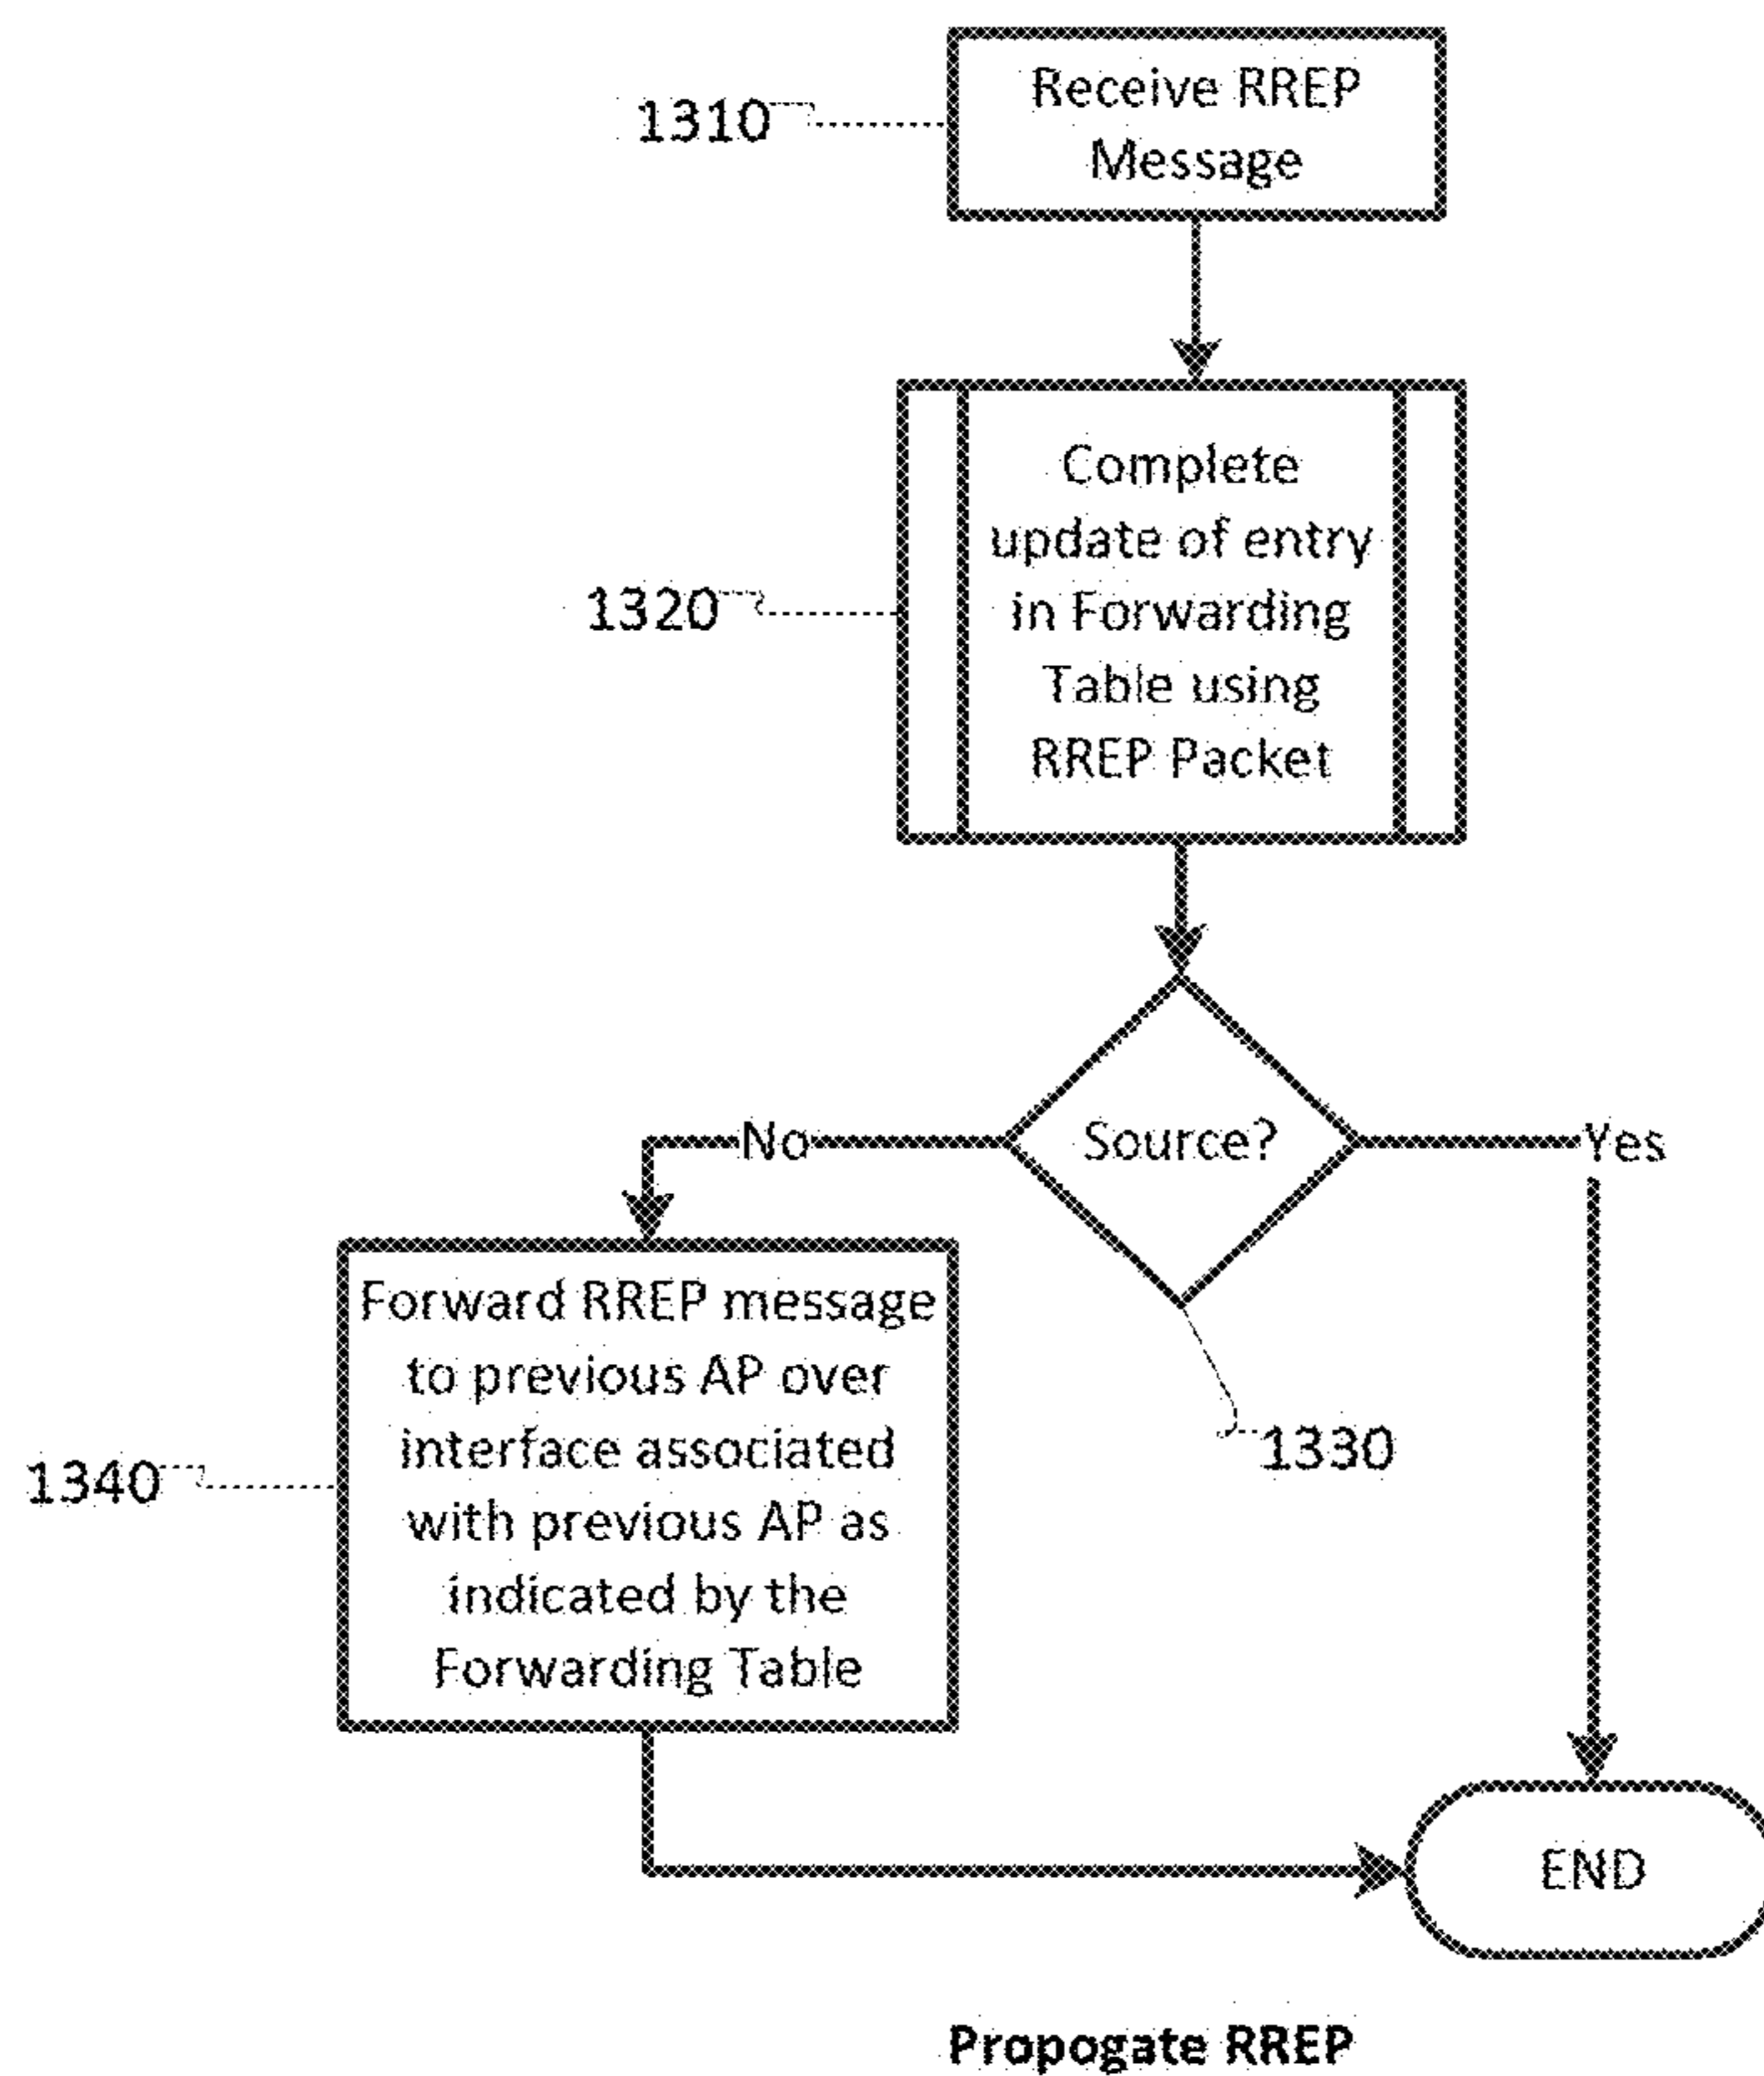 1310
Receive RREP
Message
1320
Complete
update of entry
in Forwarding
Table using
RREP Packet
Source?
No
Yes
1330
1340
Forward RREP message
to previous AP over
interface associated
with previous AP as
indicated by the
Forwarding Table
END
Propogate RREP